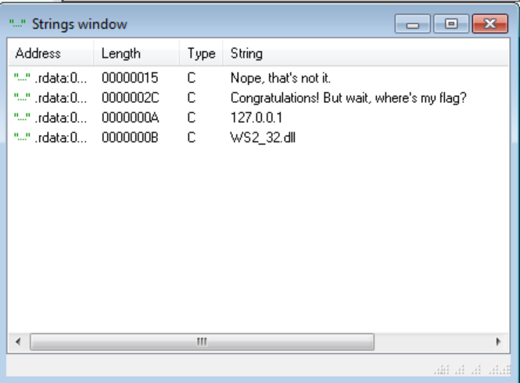 Strings window
Address Length Type String
"..." .rdata:0... 00000015 C Nope, that's not it.
"..." .rdata:0... 0000002C C Congratulations! But wait, where's my flag?
"..." .rdata:0... 0000000A C 127.0.0.1
"..." .rdata:0... 0000000B C WS2_32.dll